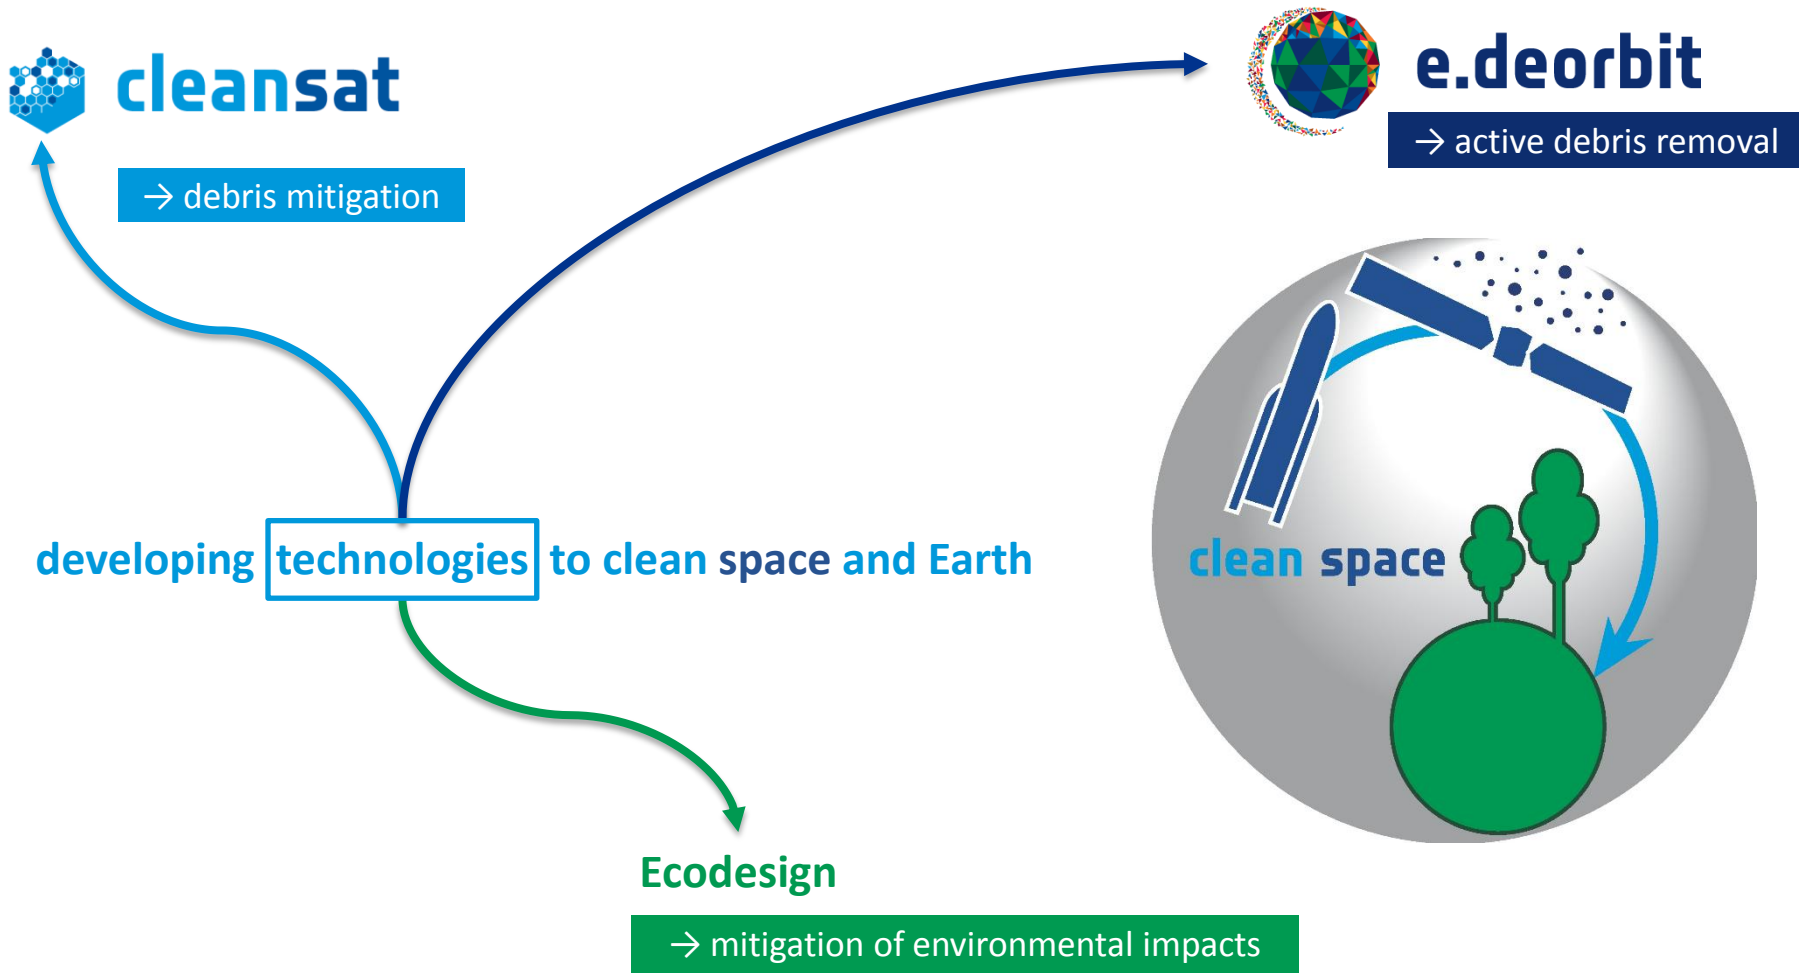 cleansat
→ debris mitigation
e.deorbit
→ active debris removal
developing technologies to clean space and Earth
clean space
Ecodesign
→ mitigation of environmental impacts